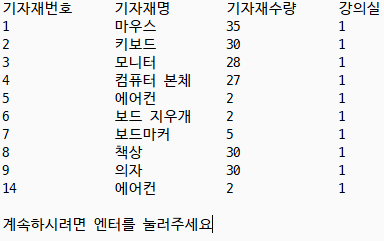 기자재번호 기자재명 기자재수량 강의실
1 마우스 35 1
2 키보드 30 1
3 모니터 28 1
4 컴퓨터 본체 27 1
5 에어컨 2 1
6 보드 지우개 2 1
7 보드마커 5 1
8 책상 30 1
9 의자 30 1
14 에어컨 2 1
계속하시려면 엔터를 눌러주세요